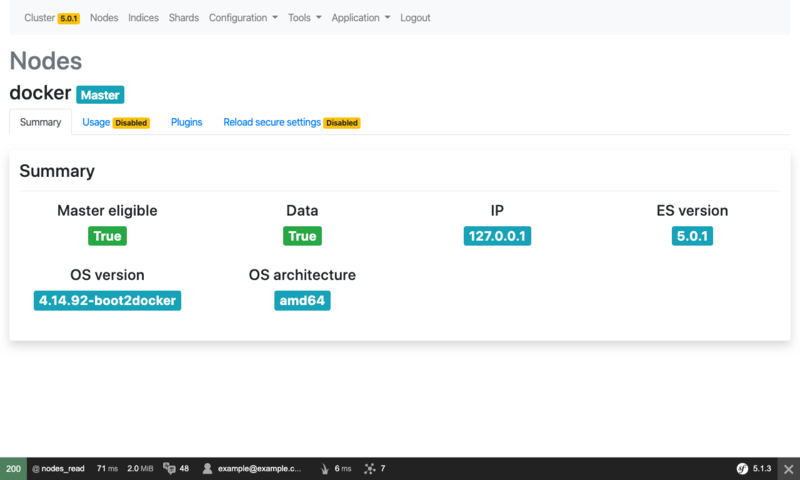 Cluster 5.0.1 Nodes Indices Shards Configuration Tools Application Logout
Nodes
docker Master
Summary Usage Disabled Plugins Reload secure settings Disabled
Summary
Master eligible Data IP ES version
True True 127.0.0.1 5.0.1
OS version OS architecture
4.14.92-boot2docker amd64
200 @ nodes_read 71 ms 2.0 MiB 48 example@example.c... 6 ms 7 sf 5.1.3